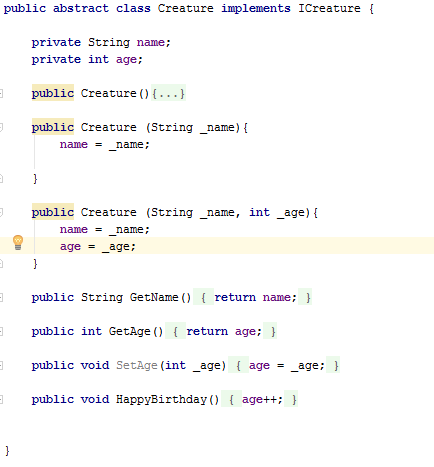 public abstract class Creature implements ICreature {
private String name;
private int age;
public Creature(){...}
public Creature (String _name){
name = _name;
}
public Creature (String _name, int _age){
name = _name;
age = _age;
}
public String GetName() { return name; }
public int GetAge() { return age; }
public void SetAge(int _age) { age = _age; }
public void HappyBirthday() { age++; }
}